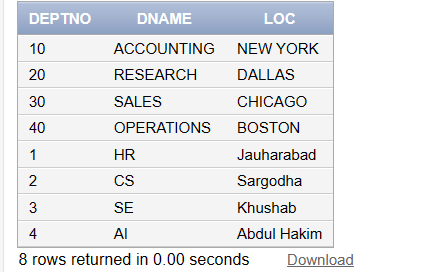 DEPTNO DNAME LOC
10 ACCOUNTING NEW YORK
20 RESEARCH DALLAS
30 SALES CHICAGO
40 OPERATIONS BOSTON
1 HR Jauharabad
2 CS Sargodha
3 SE Khushab
4 AI Abdul Hakim
8 rows returned in 0.00 seconds Download